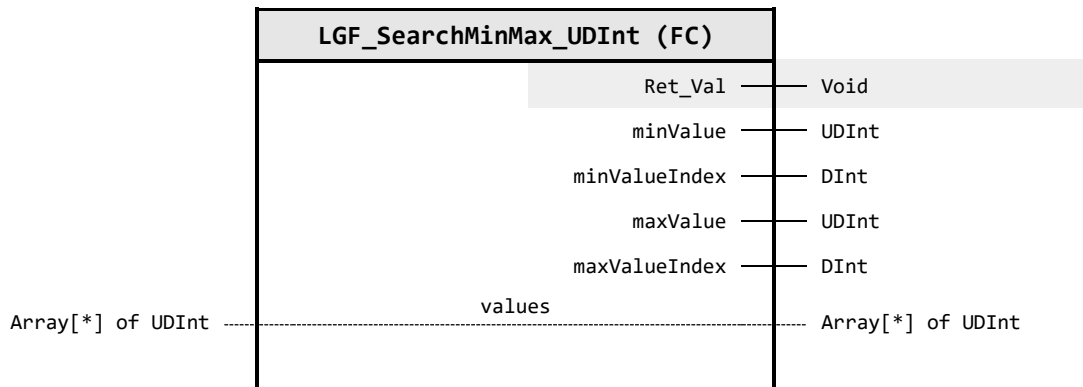 LGF_SearchMinMax_UDInt (FC)
Ret_Val Void
minValue UDInt
minValueIndex DInt
maxValue UDInt
maxValueIndex DInt
values
Array[*] of UDInt Array[*] of UDInt